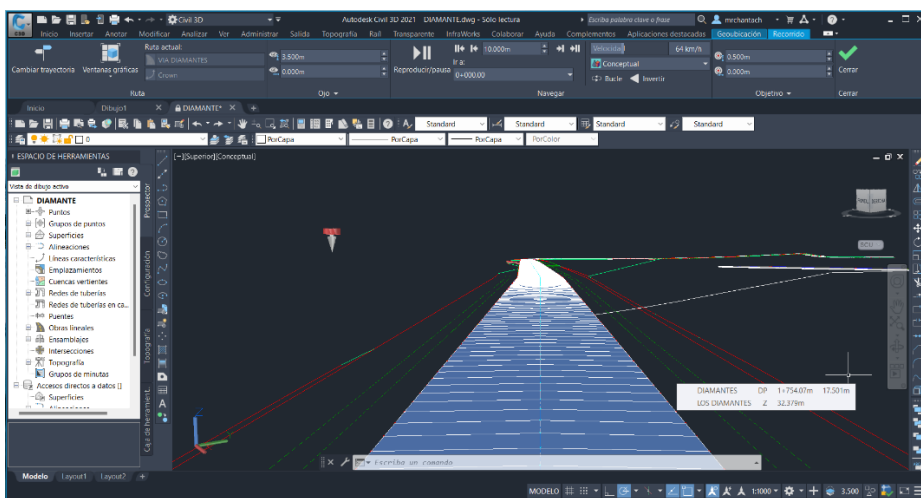 Civil 3D
Autodesk Civil 3D 2021 DIAMANTE.dwg - Sólo lectura
Escriba palabra clave o frase
mrchantach
Inicio Insertar Anotar Modificar Analizar Ver Administrar Salida Topografía Rail Transparente InfraWorks Colaborar Ayuda Complementos Aplicaciones destacadas Geoubicación Recorrido
Cambiar trayectoria
Ventanas gráficas
Ruta actual:
VIA DIAMANTES
Crown
Ruta
3.500m
0.000m
Ojo
Reproducir/pausa
10.000m
Ir a:
0+000.00
Velocidad
64 km/h
Conceptual
Bucle
Invertir
Navegar
0.500m
0.000m
Objetivo
Cerrar
Cerrar
Inicio Dibujo1 DIAMANTE*
Standard Standard Standard Standard
0 PorCapa PorCapa PorCapa PorColor
ESPACIO DE HERRAMIENTAS
Vista de dibujo activo
DIAMANTE
Puntos
Grupos de puntos
Superficies
Alineaciones
Líneas características
Emplazamientos
Cuencas vertientes
Redes de tuberías
Redes de tuberías en ca...
Puentes
Obras lineales
Ensamblajes
Intersecciones
Topografía
Grupos de minutas
Accesos directos a datos []
Superficies
Alineaciones
Prospector
Configuración
Topografía
Caja de herramient...
[−][Superior][Conceptual]
SCU
DIAMANTES DP 1+754.07m 17.501m
LOS DIAMANTES Z 32.379m
Escriba un comando
Modelo Layout1 Layout2 +
MODELO
1:1000
3.500